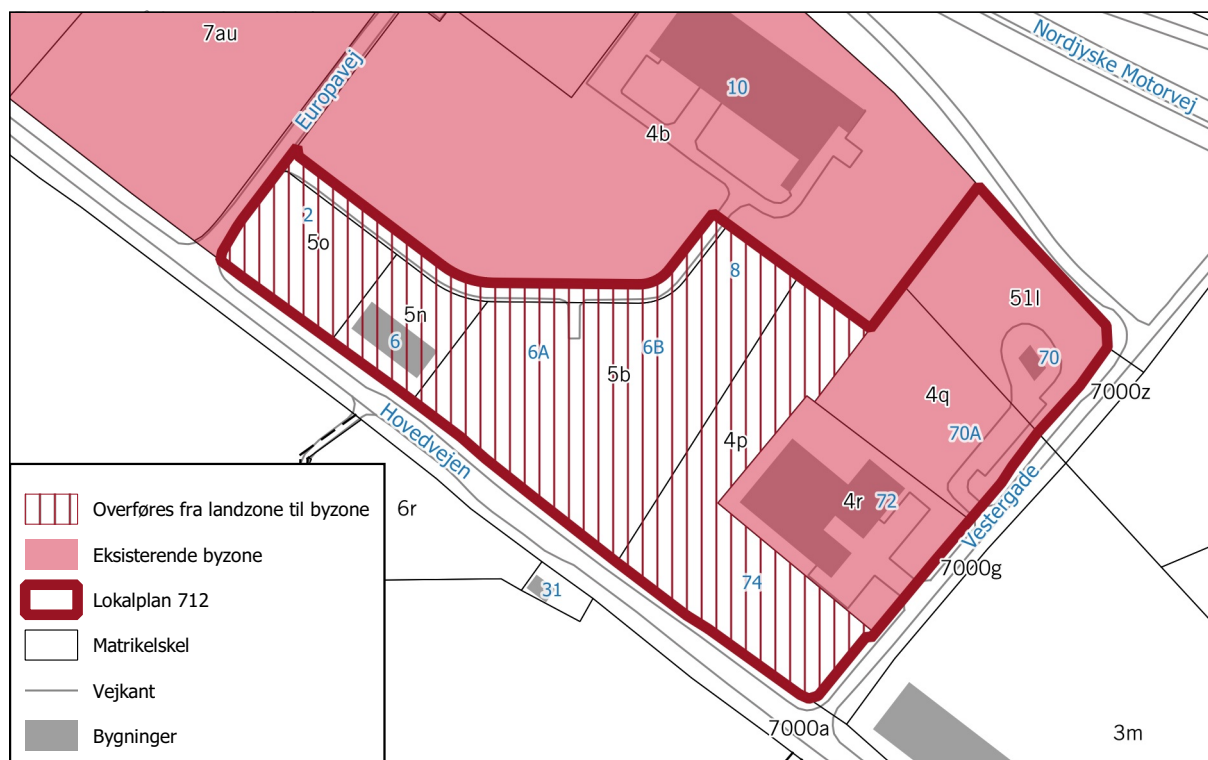 7au
Europavej
Nordjyske Motorvej
10
4b
2
5o
8
51l
5n
6
6A
6B
5b
70
7000z
4q
70A
4p
Hovedvejen
4r
72
Vestergade
6r
7000g
31
74
7000a
3m
Overføres fra landzone til byzone
Eksisterende byzone
Lokalplan 712
Matrikelskel
Vejkant
Bygninger